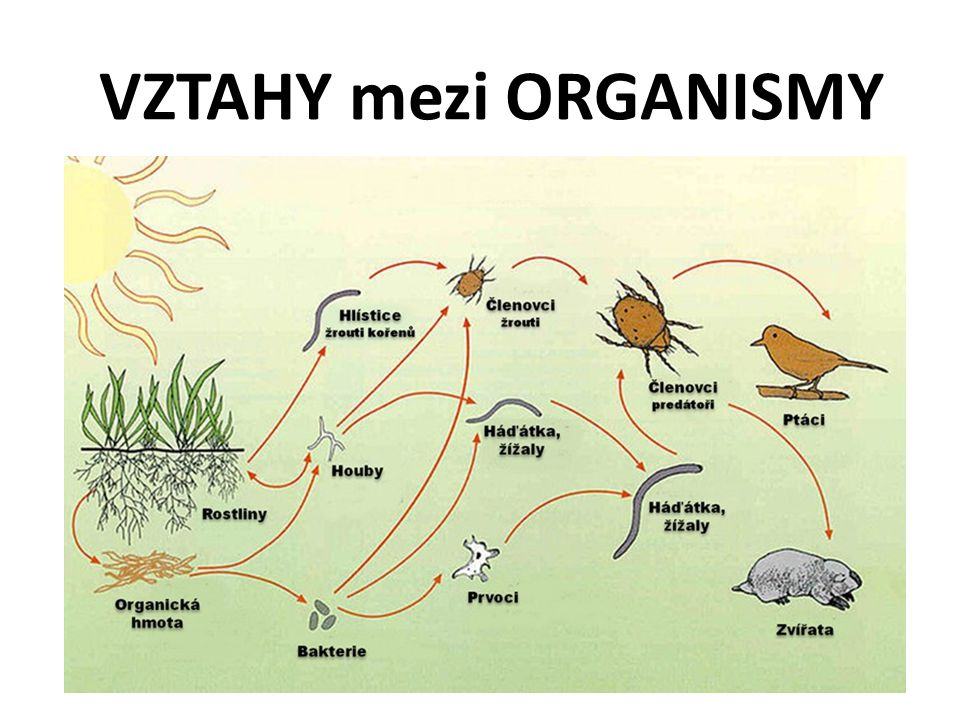 VZTAHY mezi ORGANISMY
Hlístice
žrouti kořenů
Členovci
žrouti
Členovci
predátoři
Ptáci
Háďátka,
žížaly
Houby
Rostliny
Háďátka,
žížaly
Organická
hmota
Prvoci
Bakterie
Zvířata